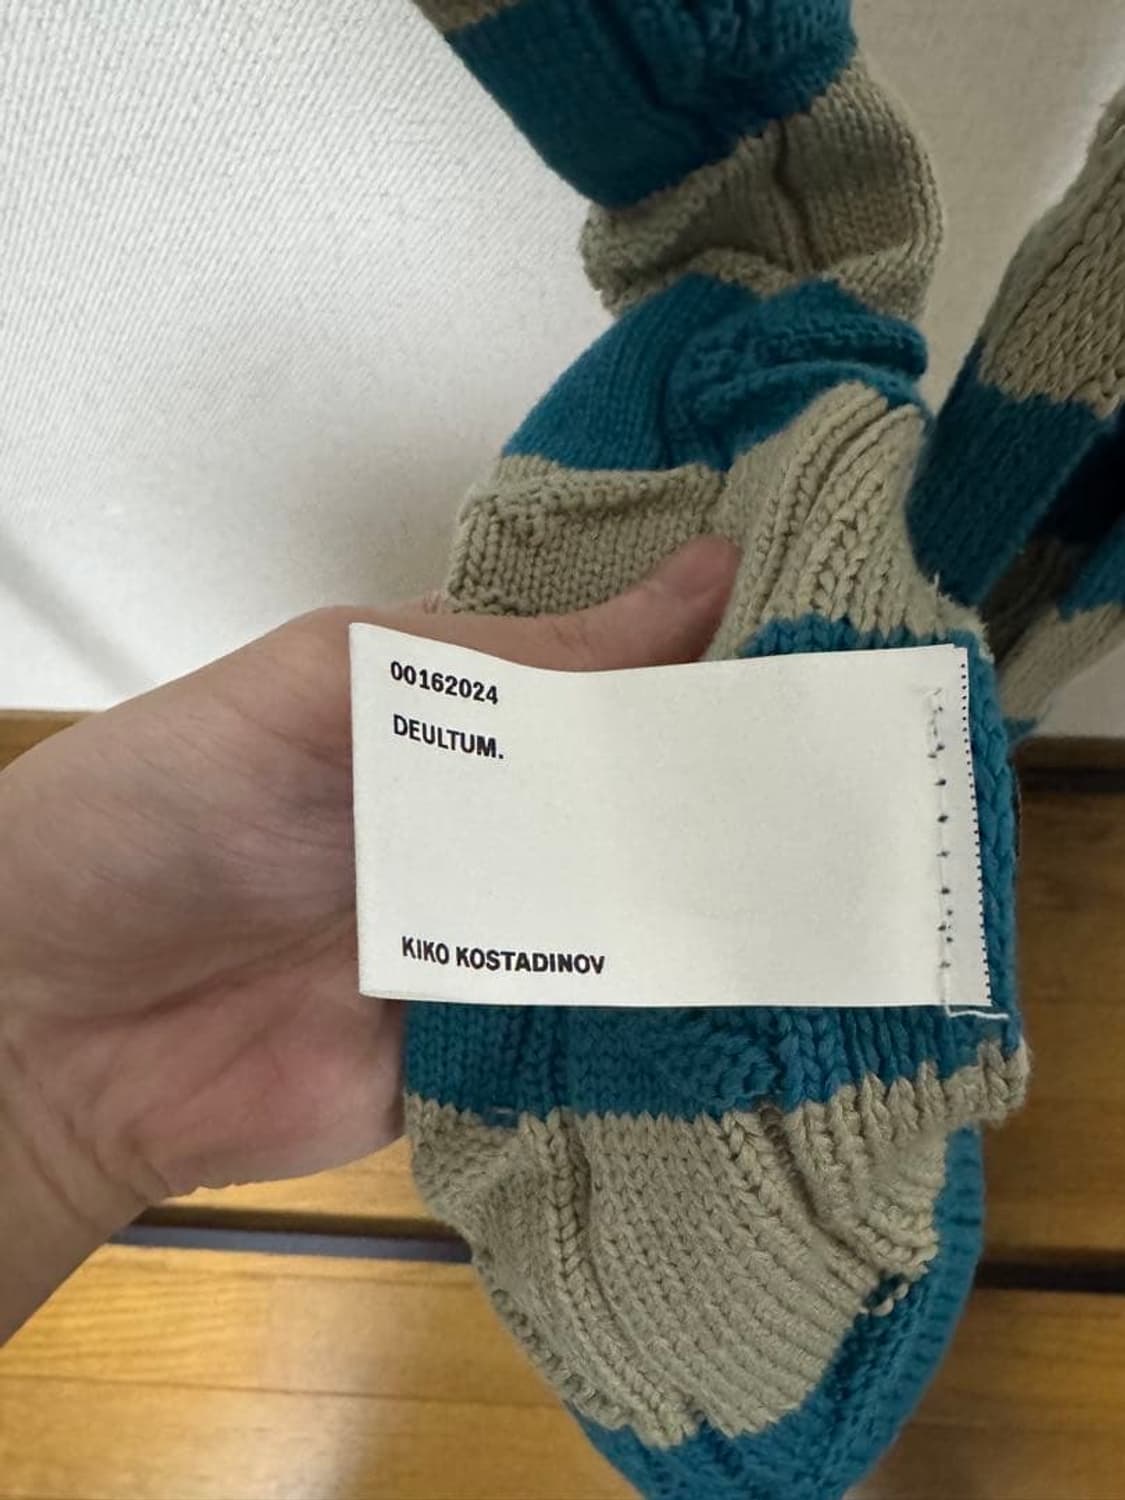 00162024
DEULTUM.
KIKO KOSTADINOV